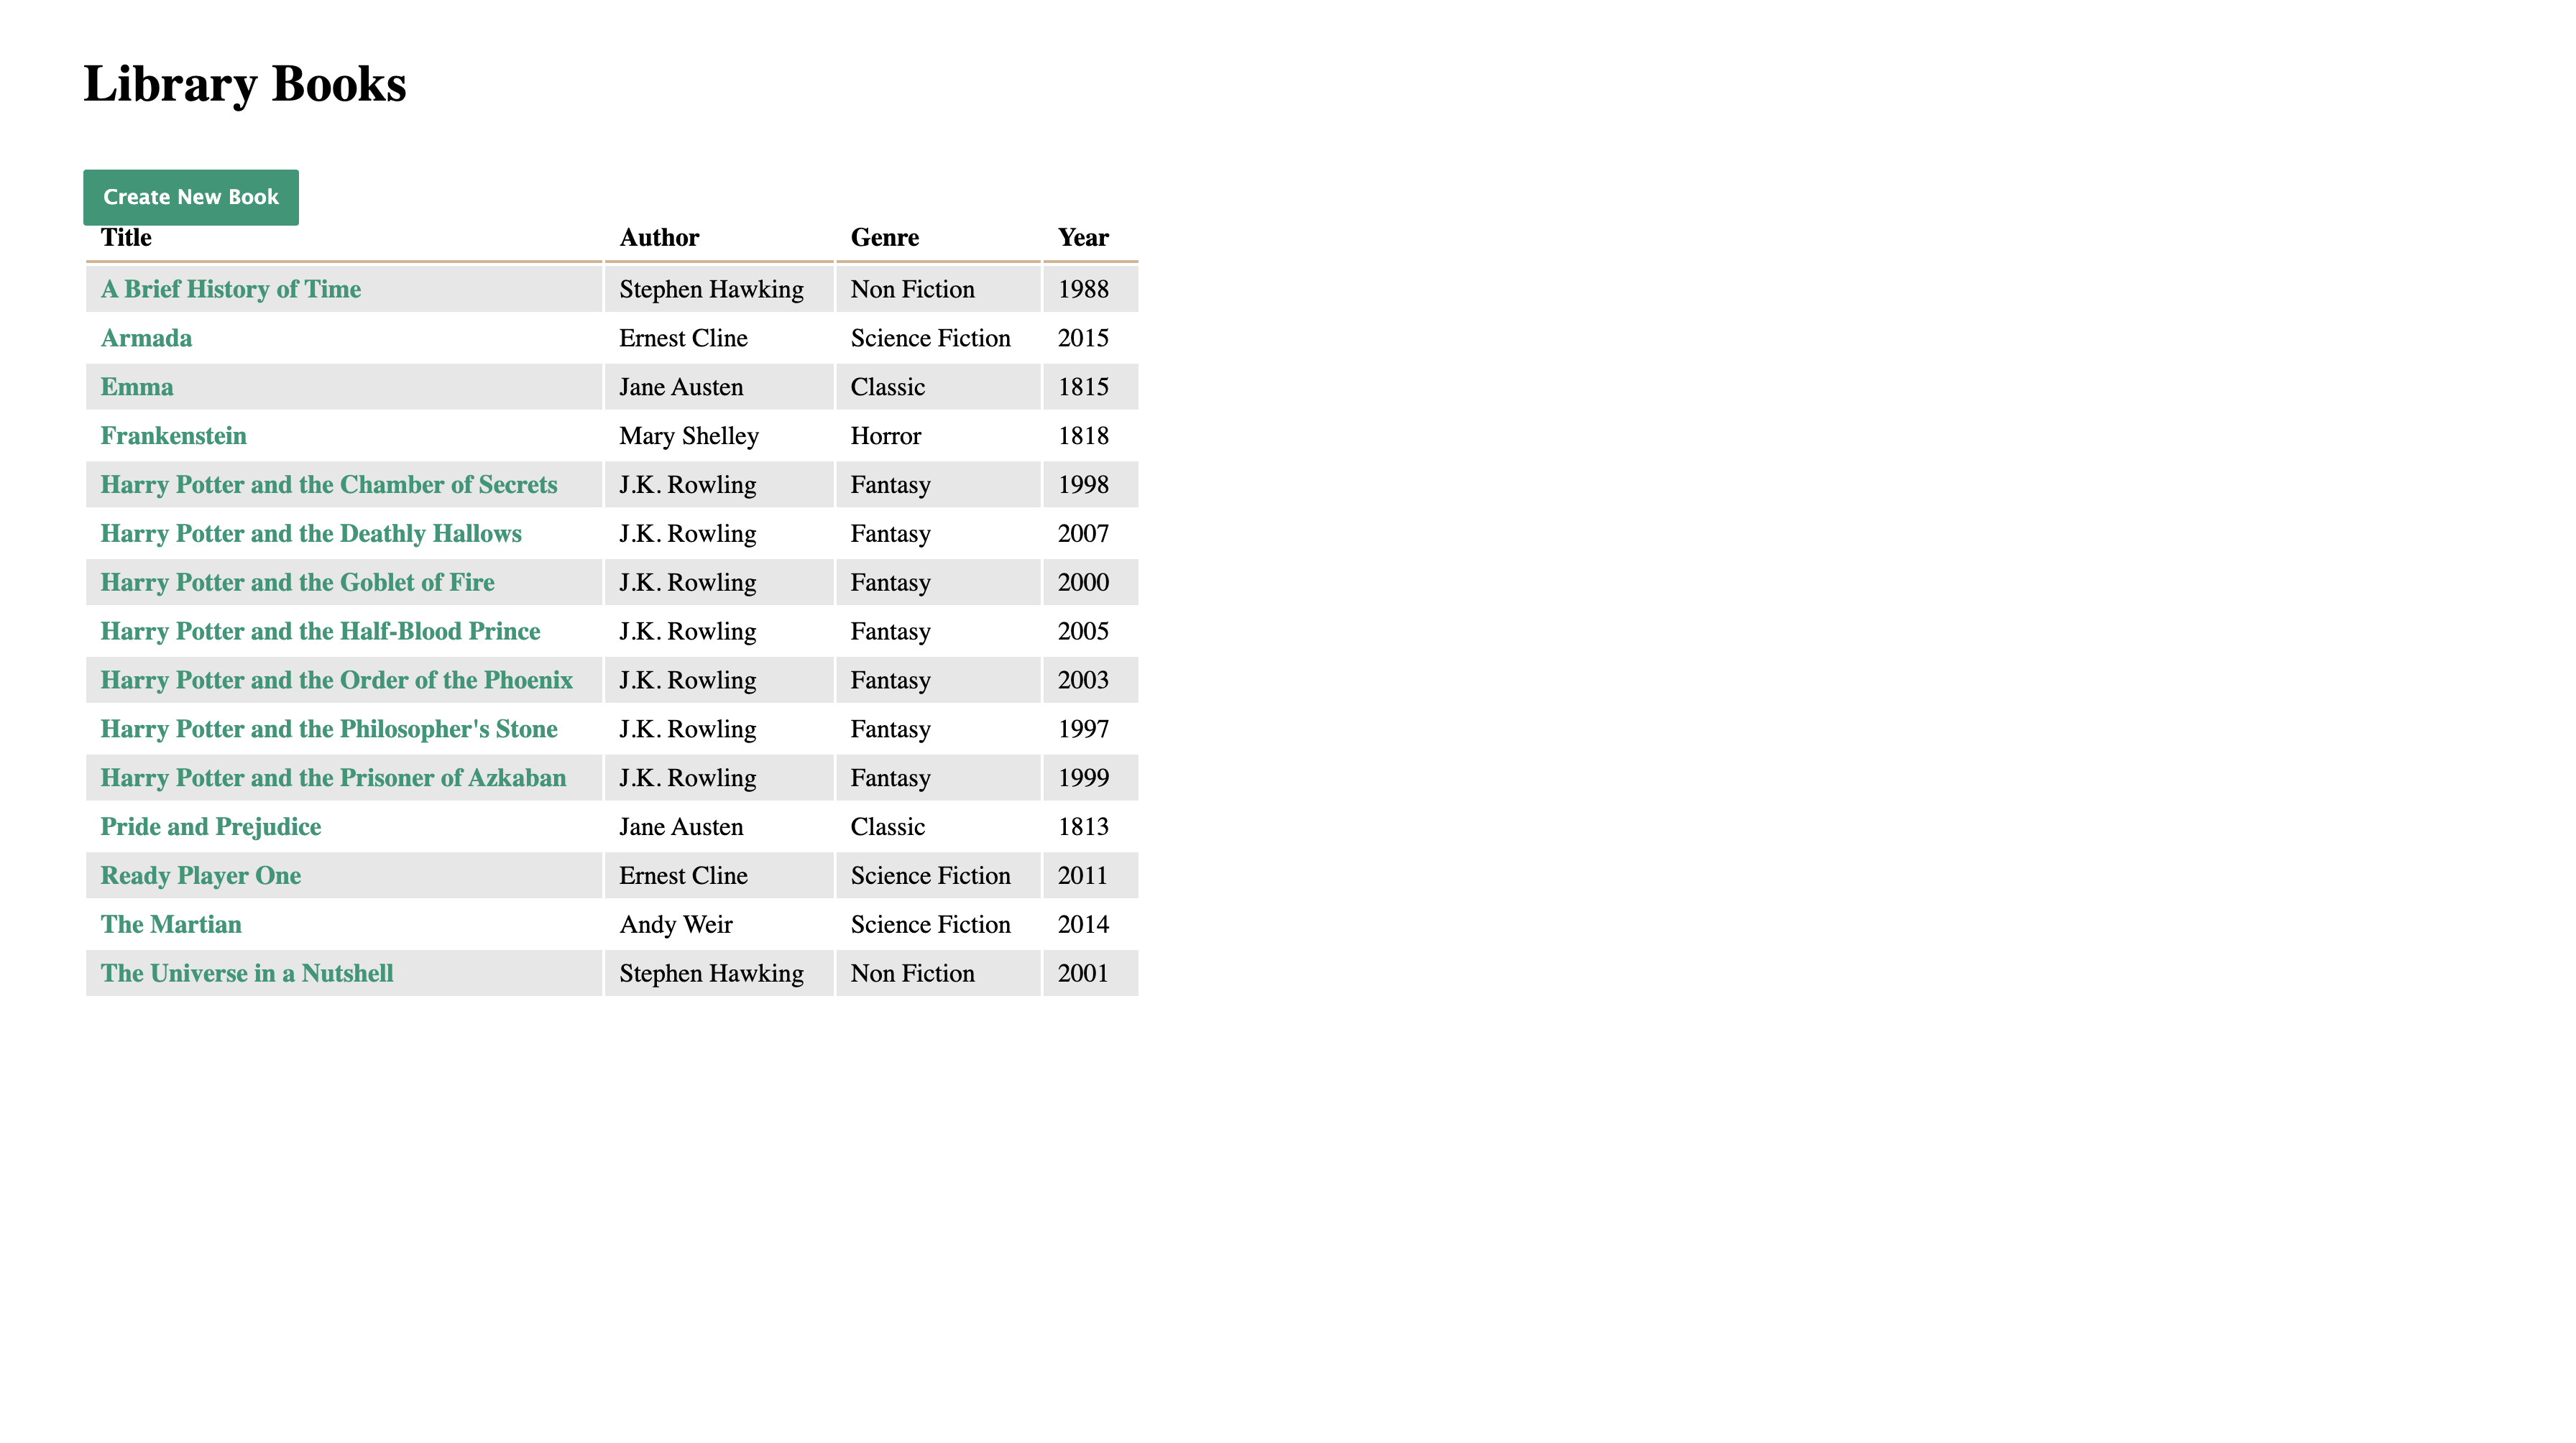 Library Books
Create New Book
Title Author Genre Year
A Brief History of Time Stephen Hawking Non Fiction 1988
Armada Ernest Cline Science Fiction 2015
Emma Jane Austen Classic 1815
Frankenstein Mary Shelley Horror 1818
Harry Potter and the Chamber of Secrets J.K. Rowling Fantasy 1998
Harry Potter and the Deathly Hallows J.K. Rowling Fantasy 2007
Harry Potter and the Goblet of Fire J.K. Rowling Fantasy 2000
Harry Potter and the Half-Blood Prince J.K. Rowling Fantasy 2005
Harry Potter and the Order of the Phoenix J.K. Rowling Fantasy 2003
Harry Potter and the Philosopher's Stone J.K. Rowling Fantasy 1997
Harry Potter and the Prisoner of Azkaban J.K. Rowling Fantasy 1999
Pride and Prejudice Jane Austen Classic 1813
Ready Player One Ernest Cline Science Fiction 2011
The Martian Andy Weir Science Fiction 2014
The Universe in a Nutshell Stephen Hawking Non Fiction 2001